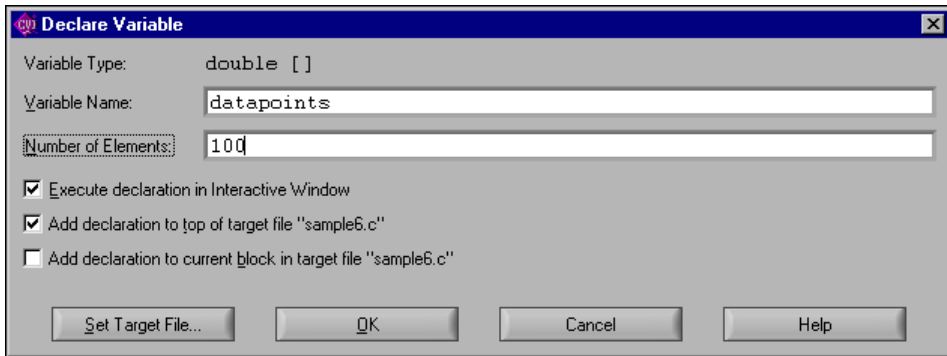 CVI Declare Variable
Variable Type: double []
Variable Name: datapoints
Number of Elements: 100
Execute declaration in Interactive Window
Add declaration to top of target file "sample6.c"
Add declaration to current block in target file "sample6.c"
Set Target File... OK Cancel Help